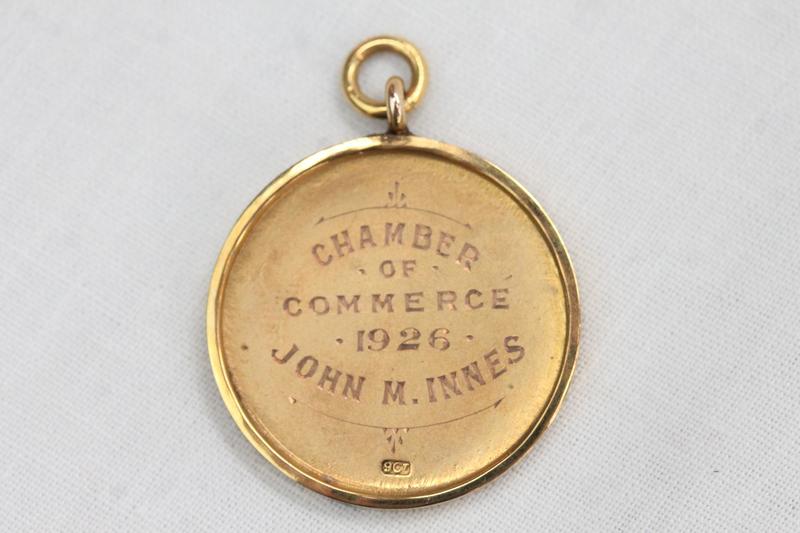 CHAMBER
· OF ·
COMMERCE
· 1926 ·
JOHN M. INNES
9CT